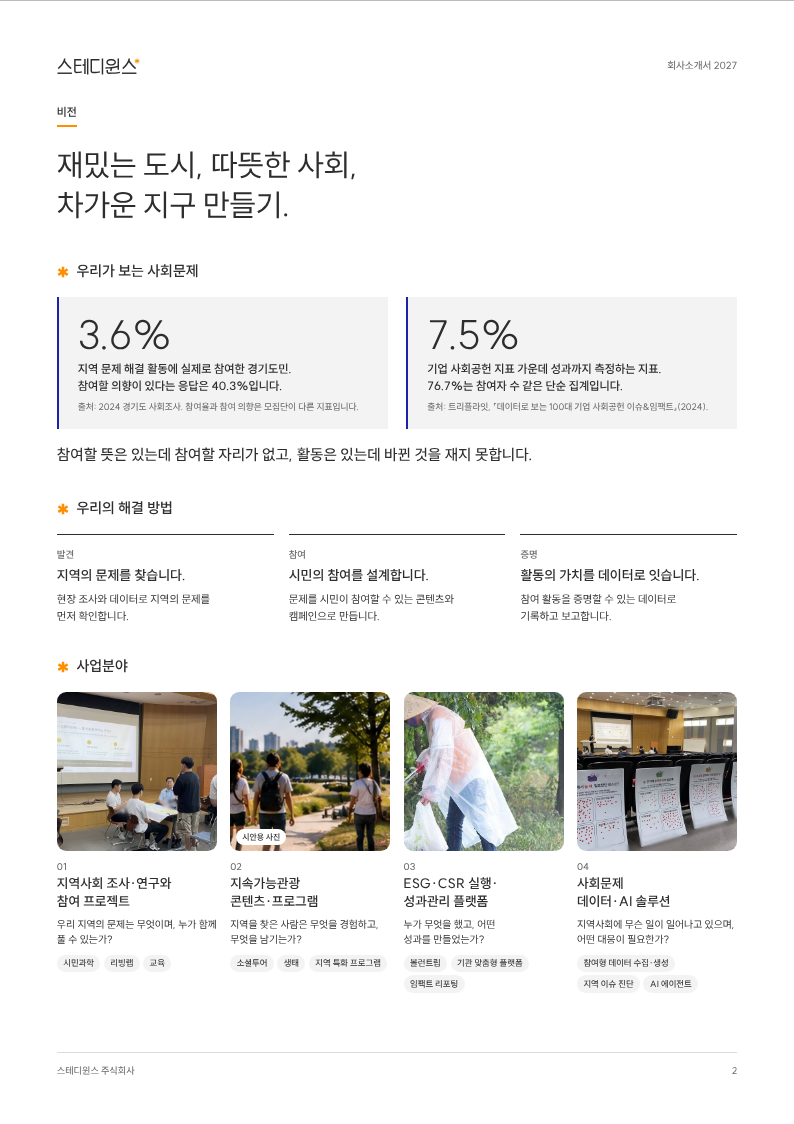 스테디원스
회사소개서 2027
비전
재밌는 도시, 따뜻한 사회,
차가운 지구 만들기.
✱ 우리가 보는 사회문제
3.6%
지역 문제 해결 활동에 실제로 참여한 경기도민.
참여할 의향이 있다는 응답은 40.3%입니다.
출처: 2024 경기도 사회조사. 참여율과 참여 의향은 모집단이 다른 지표입니다.
7.5%
기업 사회공헌 지표 가운데 성과까지 측정하는 지표.
76.7%는 참여자 수 같은 단순 집계입니다.
출처: 트리플라잇, 『데이터로 보는 100대 기업 사회공헌 이슈&임팩트』(2024).
참여할 뜻은 있는데 참여할 자리가 없고, 활동은 있는데 바뀐 것을 재지 못합니다.
✱ 우리의 해결 방법
발견
지역의 문제를 찾습니다.
현장 조사와 데이터로 지역의 문제를
먼저 확인합니다.
참여
시민의 참여를 설계합니다.
문제를 시민이 참여할 수 있는 콘텐츠와
캠페인으로 만듭니다.
증명
활동의 가치를 데이터로 잇습니다.
참여 활동을 증명할 수 있는 데이터로
기록하고 보고합니다.
✱ 사업분야
시안용 사진
01
지역사회 조사·연구와
참여 프로젝트
우리 지역의 문제는 무엇이며, 누가 함께
풀 수 있는가?
시민과학 리빙랩 교육
02
지속가능관광
콘텐츠·프로그램
지역을 찾은 사람은 무엇을 경험하고,
무엇을 남기는가?
소셜투어 생태 지역 특화 프로그램
03
ESG·CSR 실행·
성과관리 플랫폼
누가 무엇을 했고, 어떤
성과를 만들었는가?
볼런트림 기관 맞춤형 플랫폼
임팩트 리포팅
04
사회문제
데이터·AI 솔루션
지역사회에 무슨 일이 일어나고 있으며,
어떤 대응이 필요한가?
참여형 데이터 수집·생성
지역 이슈 진단 AI 에이전트
스테디원스 주식회사
2